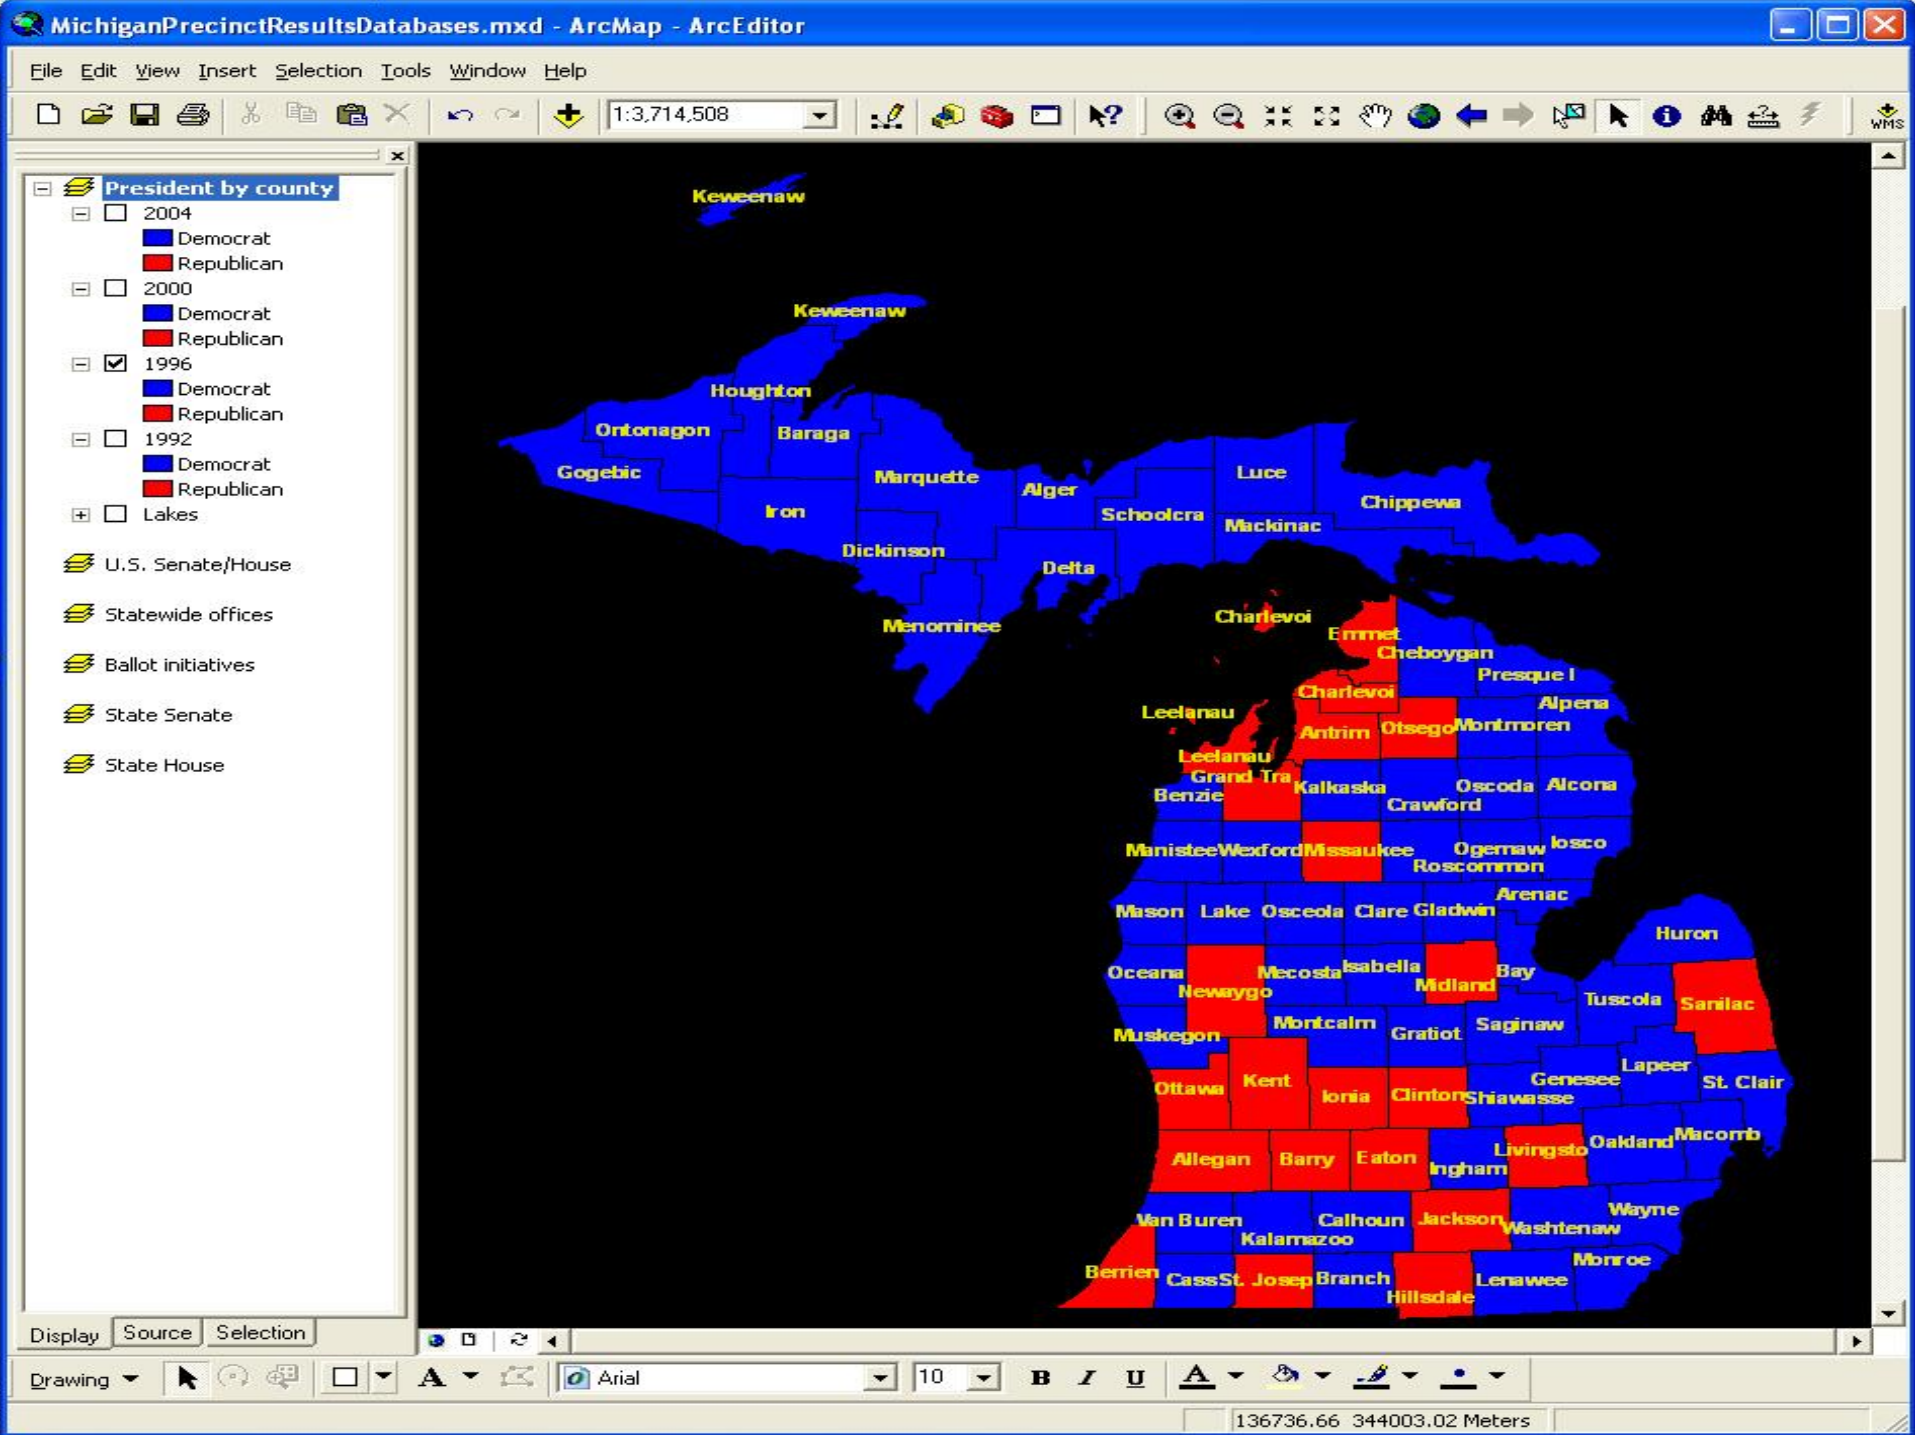 MichiganPrecinctResultsDatabases.mxd - ArcMap - ArcEditor
File Edit View Insert Selection Tools Window Help
1:3,714,508
WMS
President by county
2004
Democrat
Republican
2000
Democrat
Republican
1996
Democrat
Republican
1992
Democrat
Republican
Lakes
U.S. Senate/House
Statewide offices
Ballot initiatives
State Senate
State House
Display Source Selection
Keweenaw
Keweenaw
Houghton
Ontonagon Baraga
Gogebic Marquette Alger Luce
Iron Schoolcra Chippewa
Mackinac
Dickinson Delta
Menominee Charlevoi
Emmet
Cheboygan
Presque I
Charlevoi
Leelanau Alpena
Antrim Otsego Montmoren
Leelanau
Grand Tra Kalkaska Oscoda Alcona
Benzie Crawford
Manistee Wexford Missaukee Ogemaw Iosco
Roscommon
Arenac
Mason Lake Osceola Clare Gladwin
Huron
Oceana Mecosta Isabella Bay
Newaygo Midland Tuscola Sanilac
Muskegon Montcalm Gratiot Saginaw
Lapeer
Ottawa Kent Ionia Clinton Shiawasse Genesee St. Clair
Allegan Barry Eaton Ingham Livingsto Oakland Macomb
Van Buren Calhoun Jackson Washtenaw Wayne
Kalamazoo
Berrien Cass St. Josep Branch Lenawee Monroe
Hillsdale
Drawing A Arial 10 B I U A
136736.66 344003.02 Meters